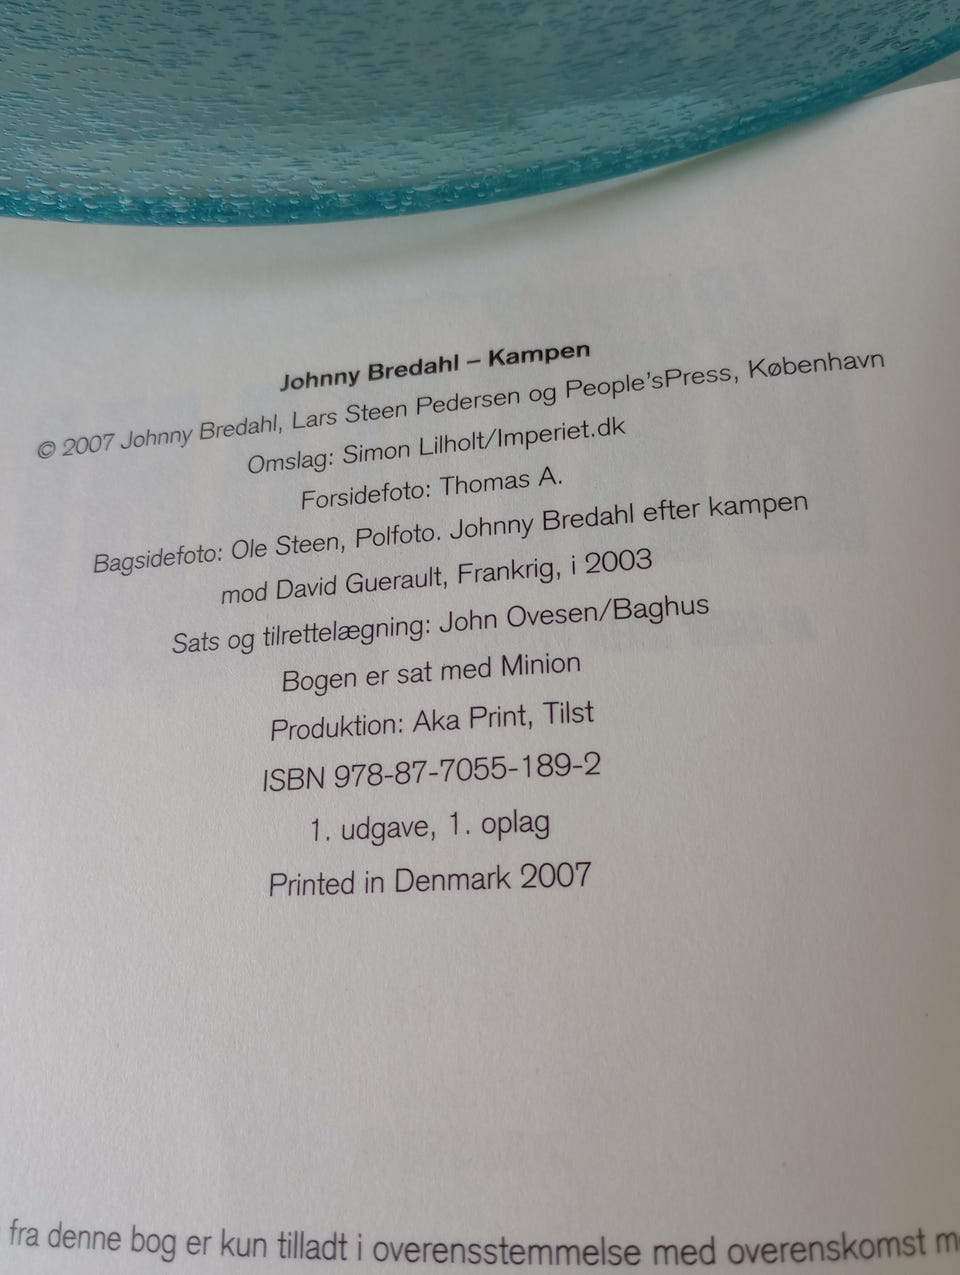 Johnny Bredahl – Kampen
© 2007 Johnny Bredahl, Lars Steen Pedersen og People'sPress, København
Omslag: Simon Lilholt/Imperiet.dk
Forsidefoto: Thomas A.
Bagsidefoto: Ole Steen, Polfoto. Johnny Bredahl efter kampen
mod David Guerault, Frankrig, i 2003
Sats og tilrettelægning: John Ovesen/Baghus
Bogen er sat med Minion
Produktion: Aka Print, Tilst
ISBN 978-87-7055-189-2
1. udgave, 1. oplag
Printed in Denmark 2007
fra denne bog er kun tilladt i overensstemmelse med overenskomst